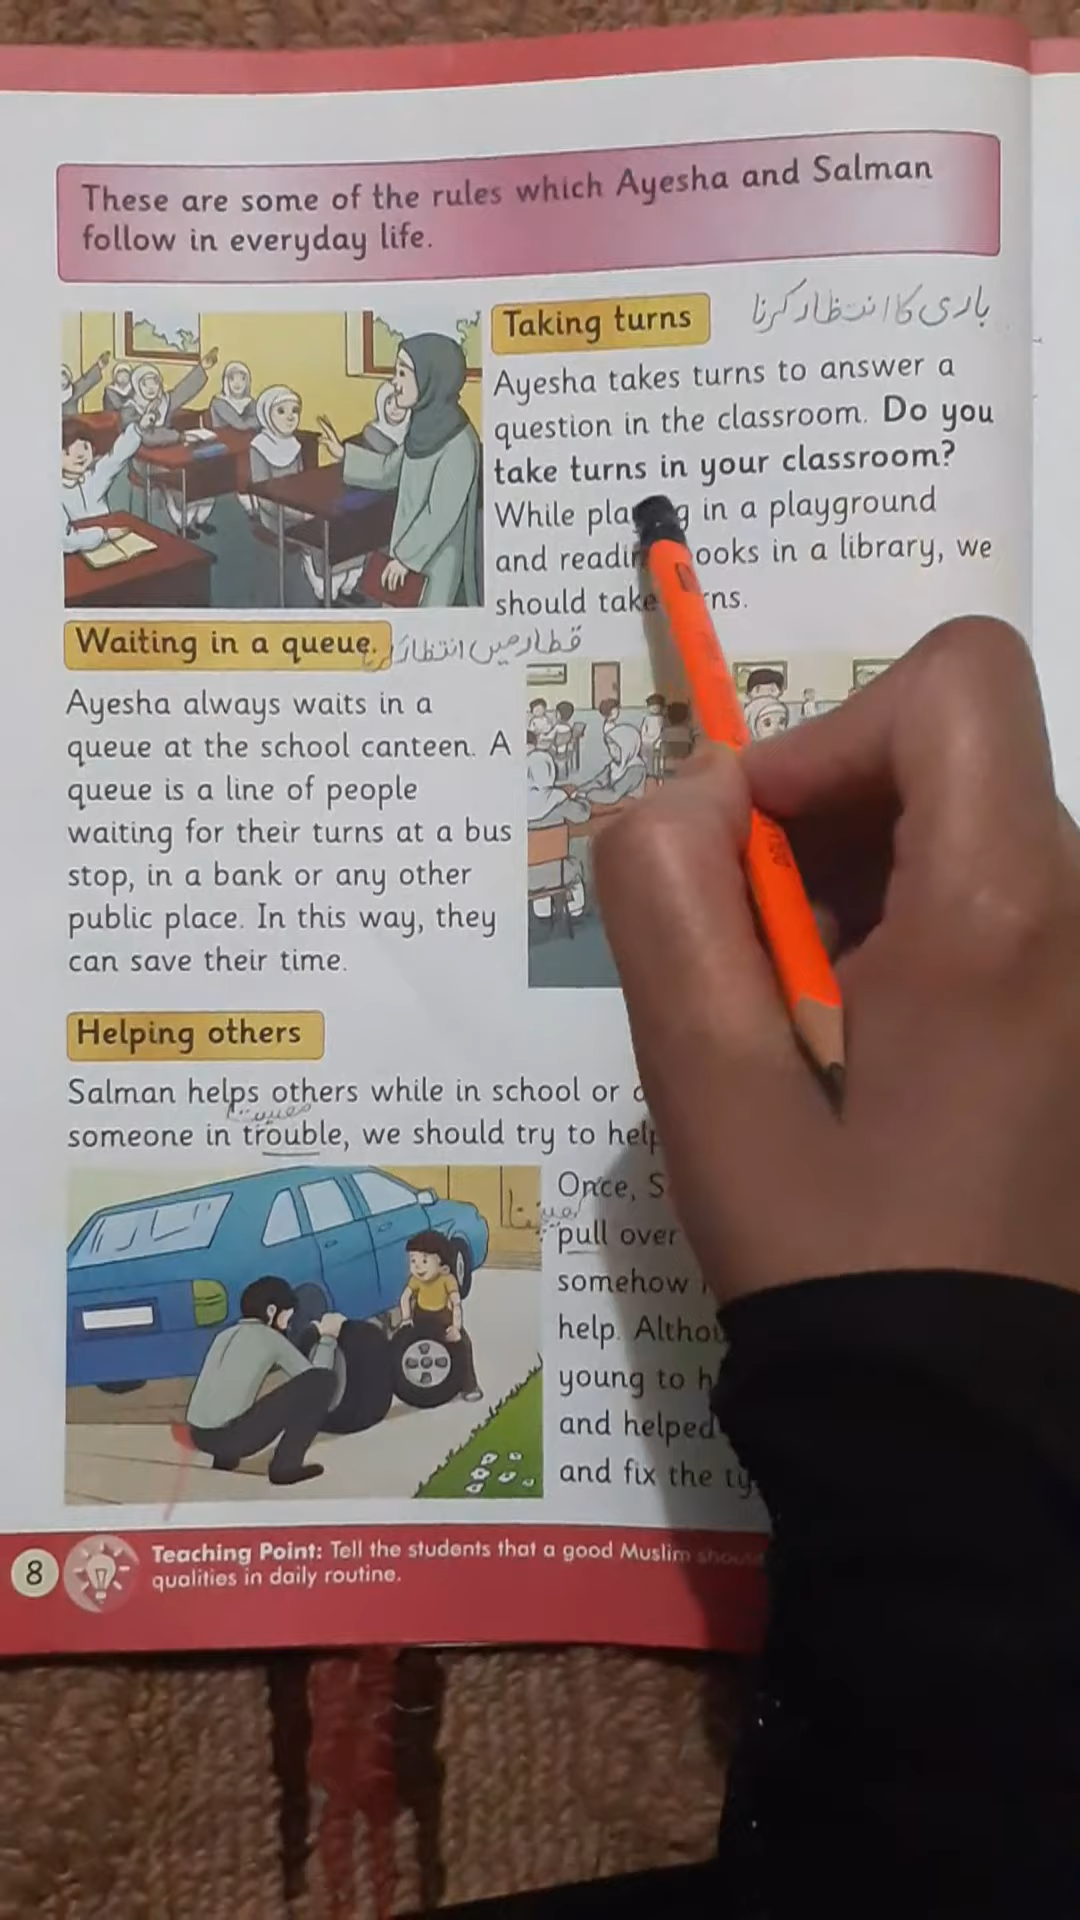 These are some of the rules which Ayesha and Salman
follow in everyday life.
Taking turns
باری کا انتظار کرنا
Ayesha takes turns to answer a
question in the classroom. Do you
take turns in your classroom?
While in a playground
and in a library, we
should take
Waiting in a queue.
قطار میں انتظار
Ayesha always waits in a
queue at the school canteen. A
queue is a line of people
waiting for their turns at a bus
stop, in a bank or any other
public place. In this way, they
can save their time.
Helping others
Salman helps others while in school or
someone in trouble, we should try to
Once,
pull over
somehow
help.
young to
and helped
and fix the
8
Teaching Point: Tell the students that a good Muslim should
qualities in daily routine.